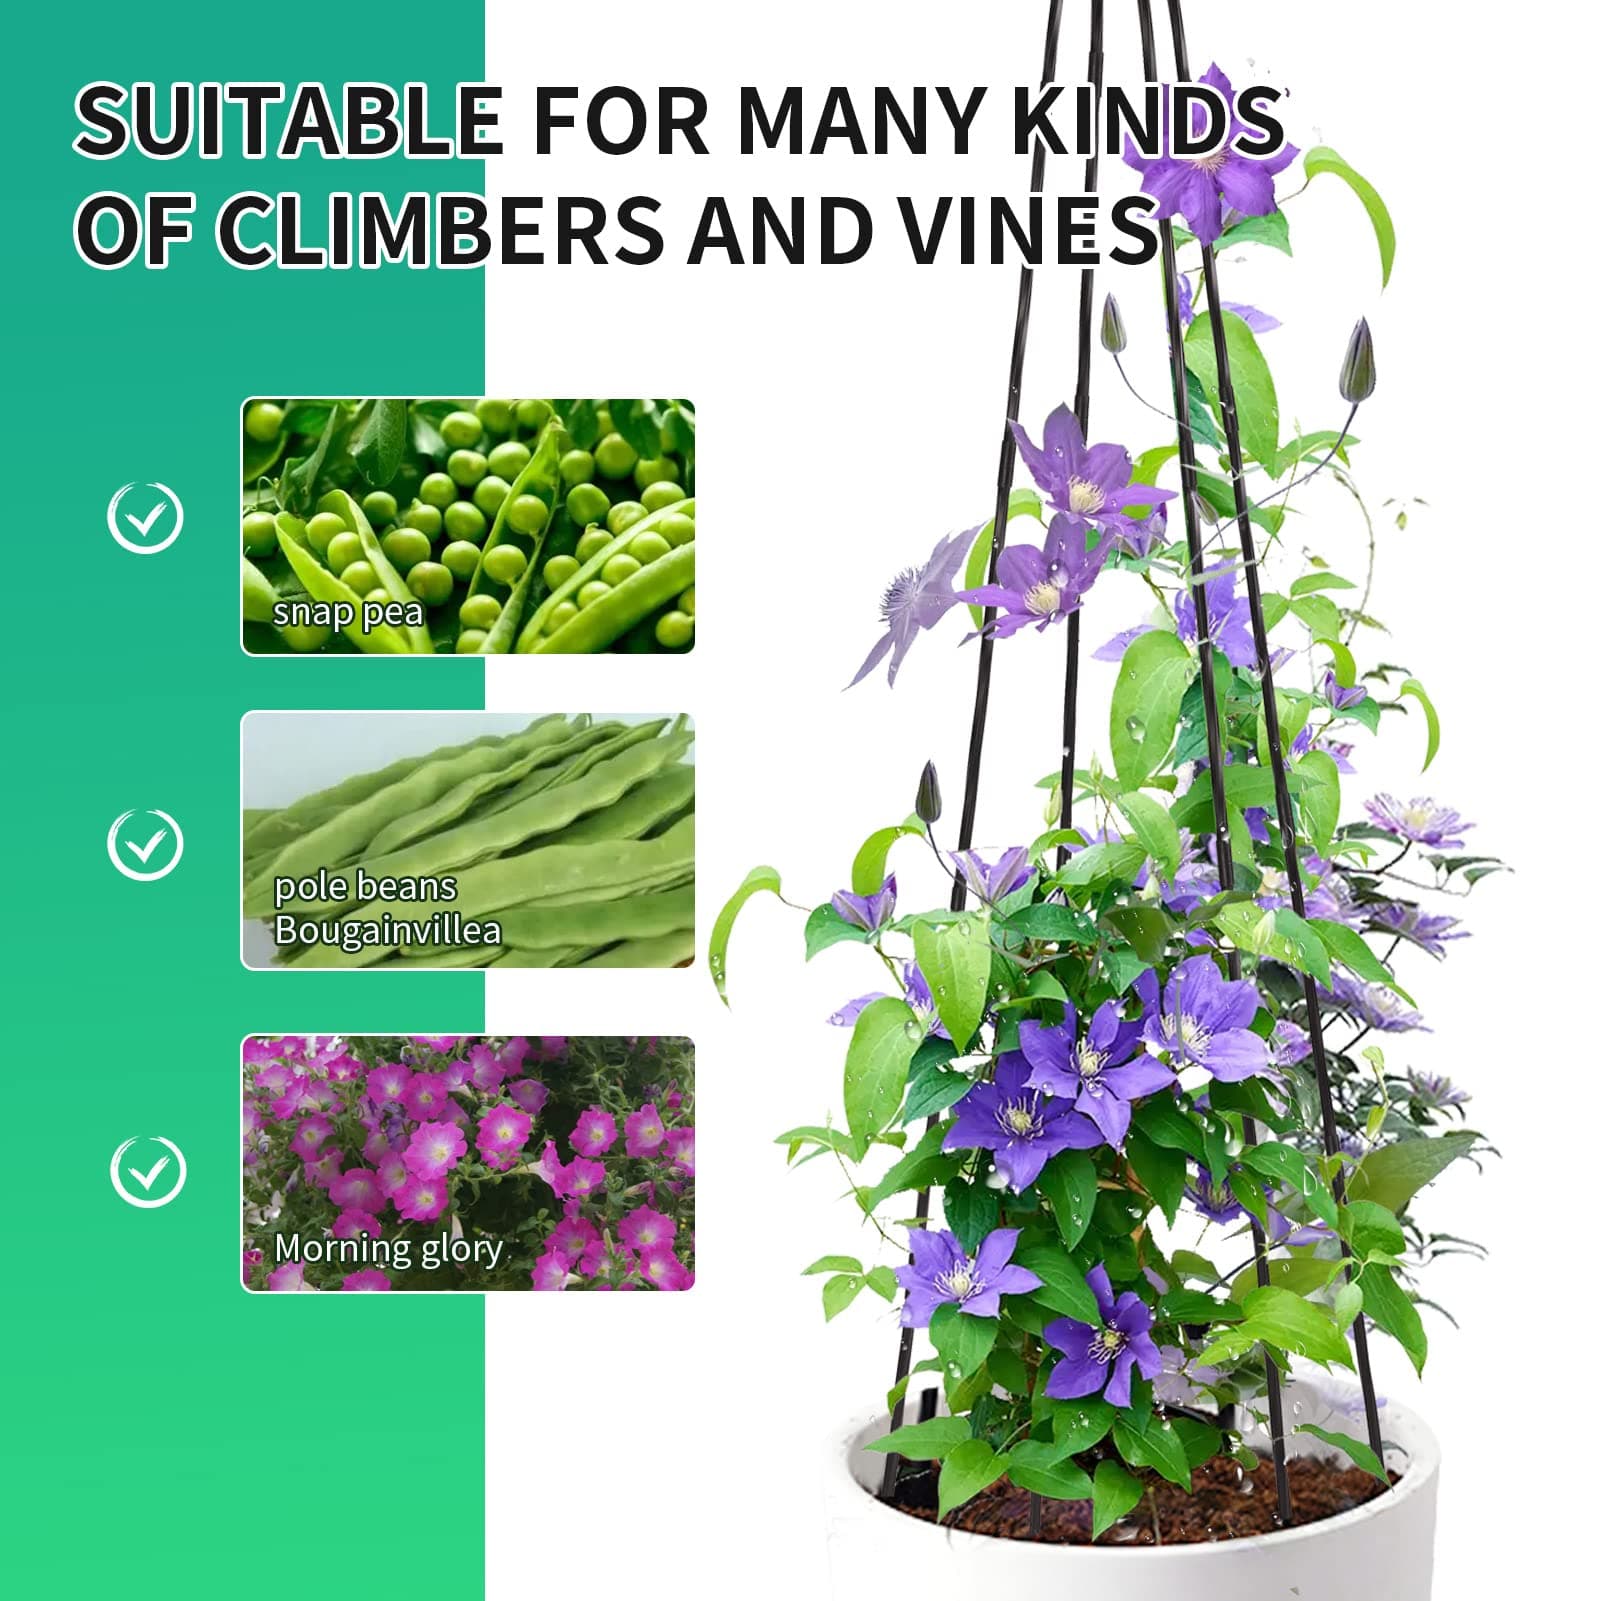 SUITABLE FOR MANY KINDS
OF CLIMBERS AND VINES
snap pea
pole beans
Bougainvillea
Morning glory